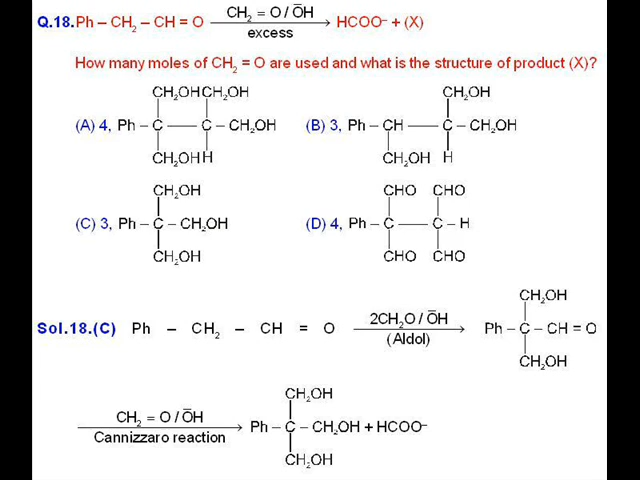 CH₂ = O / ŌH
Q.18. Ph – CH₂ – CH = O ⟶ HCOO⁻ + (X)
excess
How many moles of CH₂ = O are used and what is the structure of product (X)?
CH₂OH CH₂OH CH₂OH
(A) 4, Ph – C — C – CH₂OH (B) 3, Ph – CH — C – CH₂OH
CH₂OH H CH₂OH H
CH₂OH CHO CHO
(C) 3, Ph – C – CH₂OH (D) 4, Ph – C — C – H
CH₂OH CHO CHO
CH₂OH
2CH₂O / ŌH
Sol.18.(C) Ph – CH₂ – CH = O ⟶ Ph – C – CH = O
(Aldol)
CH₂OH
CH₂OH
CH₂ = O / ŌH
⟶ Ph – C – CH₂OH + HCOO⁻
Cannizzaro reaction
CH₂OH